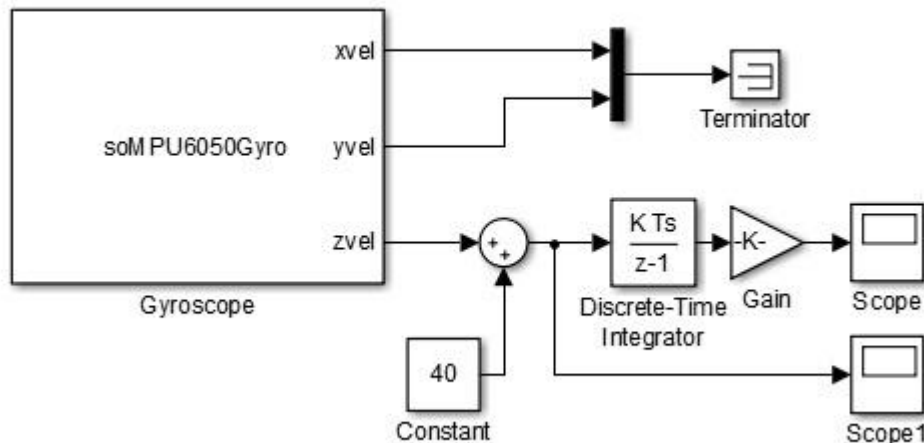 xvel
soMPU6050Gyro
yvel
zvel
Gyroscope
Terminator
+
+
K Ts
z-1
Discrete-Time
Integrator
-K-
Gain
Scope
40
Constant
Scope1